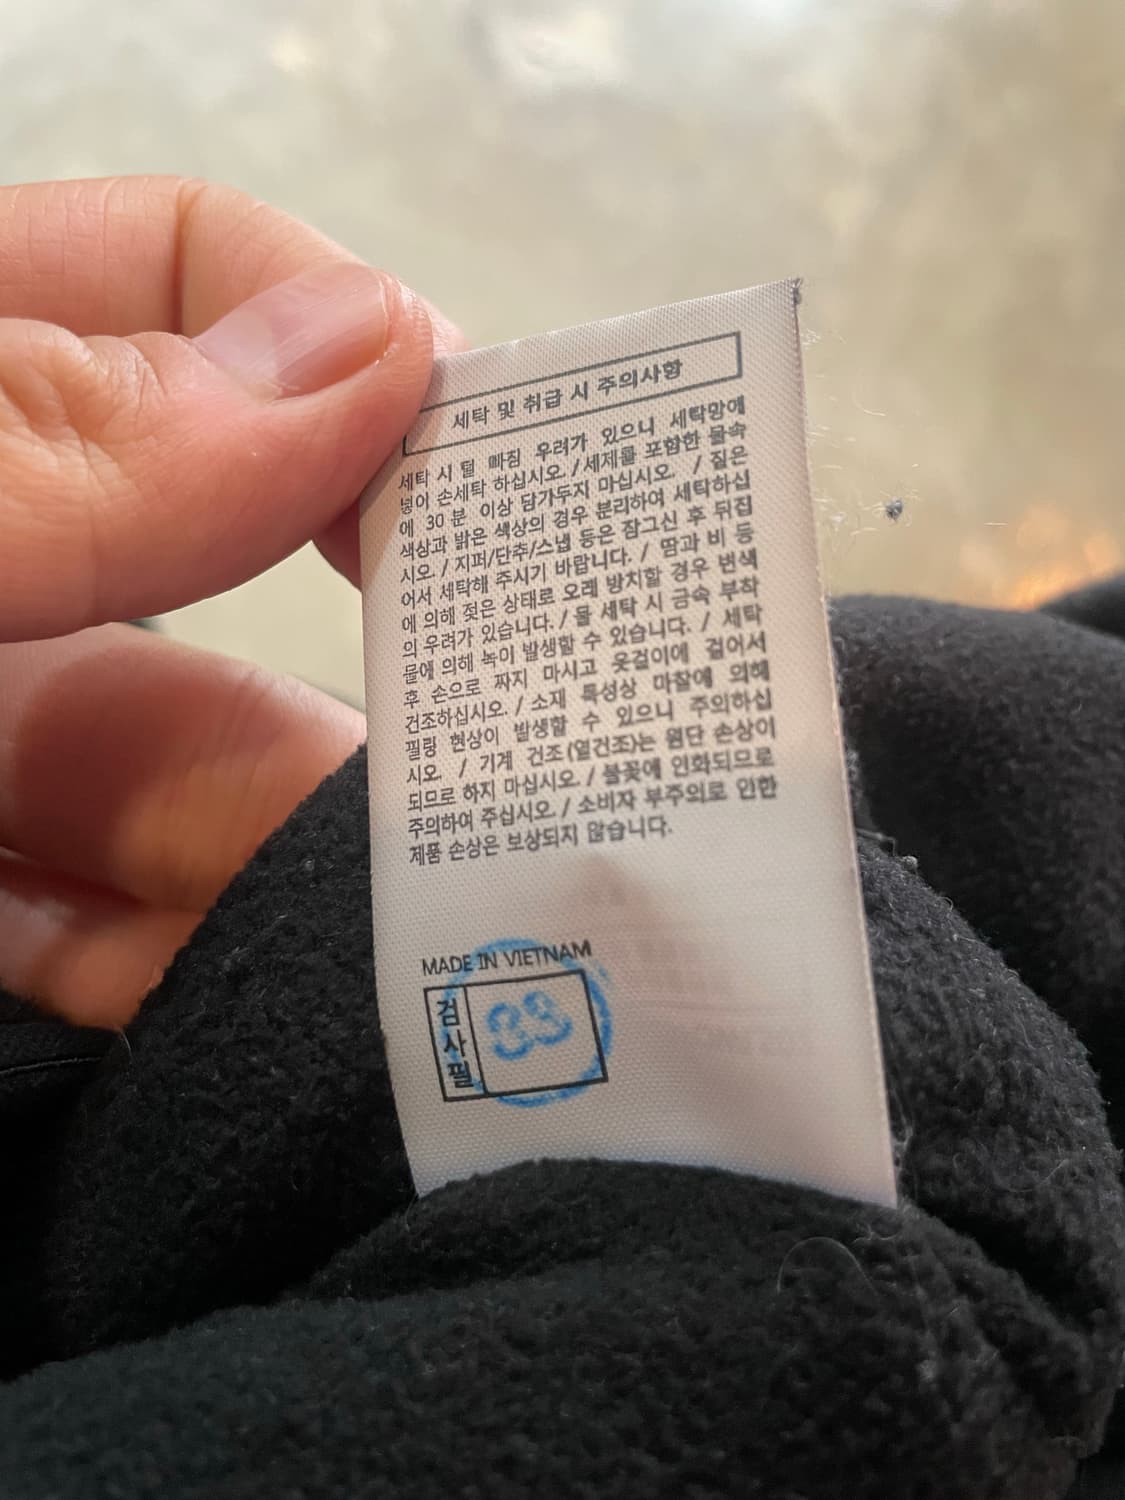 세탁 및 취급 시 주의사항
세탁 시 털 빠짐 우려가 있으니 세탁망에
넣어 손세탁 하십시오. / 세제를 포함한 물속
에 30 분 이상 담가두지 마십시오. / 짙은
색상과 밝은 색상의 경우 분리하여 세탁하십
시오. / 지퍼/단추/스냅 등은 잠그신 후 뒤집
어서 세탁해 주시기 바랍니다. / 땀과 비 등
에 의해 젖은 상태로 오래 방치할 경우 변색
의 우려가 있습니다. / 물 세탁 시 금속 부착
물에 의해 녹이 발생할 수 있습니다. / 세탁
후 손으로 짜지 마시고 옷걸이에 걸어서
건조하십시오. / 소재 특성상 마찰에 의해
필링 현상이 발생할 수 있으니 주의하십
시오. / 기계 건조(열건조)는 원단 손상이
되므로 하지 마십시오. / 불꽃에 인화되므로
주의하여 주십시오. / 소비자 부주의로 인한
제품 손상은 보상되지 않습니다.
MADE IN VIETNAM
검사필
33